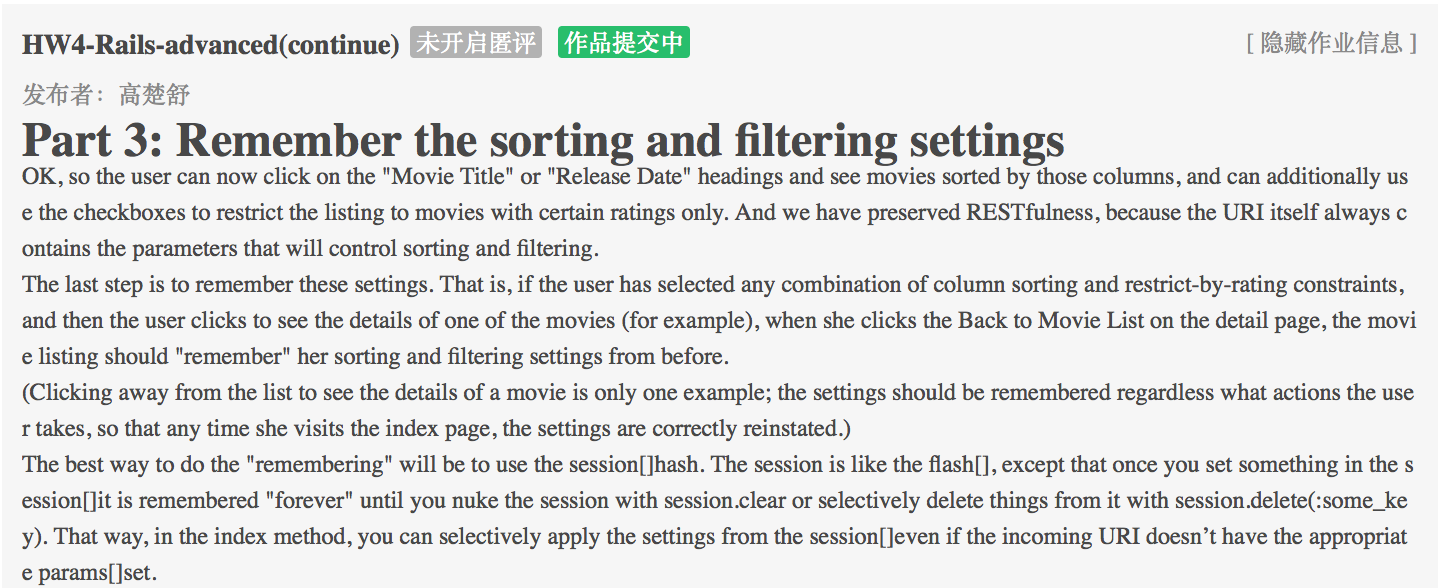 HW4-Rails-advanced(continue) 未开启匿评 作品提交中 [ 隐藏作业信息 ]
发布者：高楚舒
Part 3: Remember the sorting and filtering settings
OK, so the user can now click on the "Movie Title" or "Release Date" headings and see movies sorted by those columns, and can additionally us
e the checkboxes to restrict the listing to movies with certain ratings only. And we have preserved RESTfulness, because the URI itself always c
ontains the parameters that will control sorting and filtering.
The last step is to remember these settings. That is, if the user has selected any combination of column sorting and restrict-by-rating constraints,
and then the user clicks to see the details of one of the movies (for example), when she clicks the Back to Movie List on the detail page, the movi
e listing should "remember" her sorting and filtering settings from before.
(Clicking away from the list to see the details of a movie is only one example; the settings should be remembered regardless what actions the use
r takes, so that any time she visits the index page, the settings are correctly reinstated.)
The best way to do the "remembering" will be to use the session[]hash. The session is like the flash[], except that once you set something in the s
ession[]it is remembered "forever" until you nuke the session with session.clear or selectively delete things from it with session.delete(:some_ke
y). That way, in the index method, you can selectively apply the settings from the session[]even if the incoming URI doesn’t have the appropriat
e params[]set.